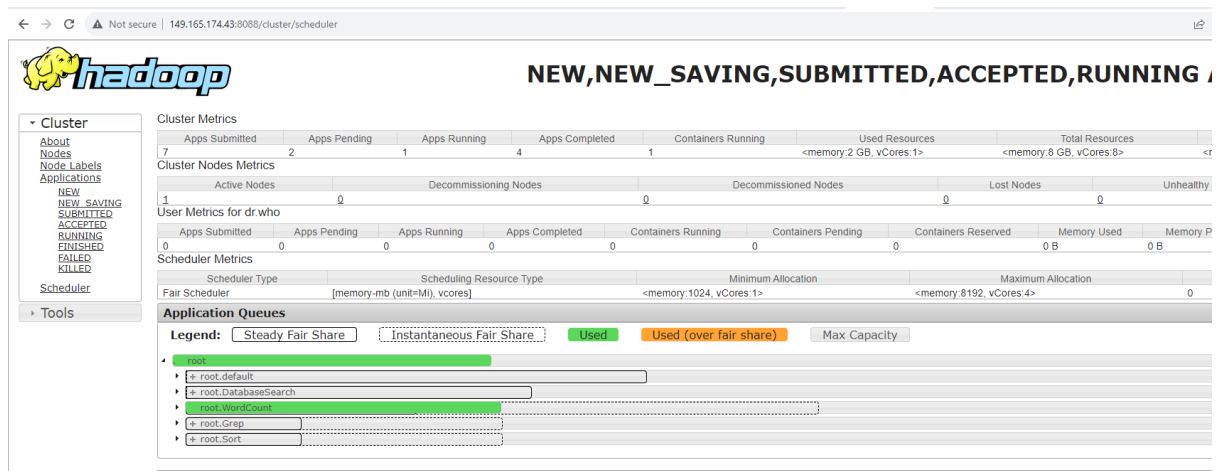 Not secure | 149.165.174.43:8088/cluster/scheduler
hadoop
NEW,NEW_SAVING,SUBMITTED,ACCEPTED,RUNNING
Cluster
About
Nodes
Node Labels
Applications
NEW
NEW_SAVING
SUBMITTED
ACCEPTED
RUNNING
FINISHED
FAILED
KILLED
Scheduler
Tools
Cluster Metrics
Apps Submitted Apps Pending Apps Running Apps Completed Containers Running Used Resources Total Resources
7 2 1 4 1 <memory:2 GB, vCores:1> <memory:8 GB, vCores:8>
Cluster Nodes Metrics
Active Nodes Decommissioning Nodes Decommissioned Nodes Lost Nodes Unhealthy
1 0 0 0 0
User Metrics for dr.who
Apps Submitted Apps Pending Apps Running Apps Completed Containers Running Containers Pending Containers Reserved Memory Used Memory P
0 0 0 0 0 0 0 0 B 0 B
Scheduler Metrics
Scheduler Type Scheduling Resource Type Minimum Allocation Maximum Allocation
Fair Scheduler [memory-mb (unit=Mi), vcores] <memory:1024, vCores:1> <memory:8192, vCores:4> 0
Application Queues
Legend: Steady Fair Share Instantaneous Fair Share Used Used (over fair share) Max Capacity
root
+ root.default
+ root.DatabaseSearch
root.WordCount
+ root.Grep
+ root.Sort